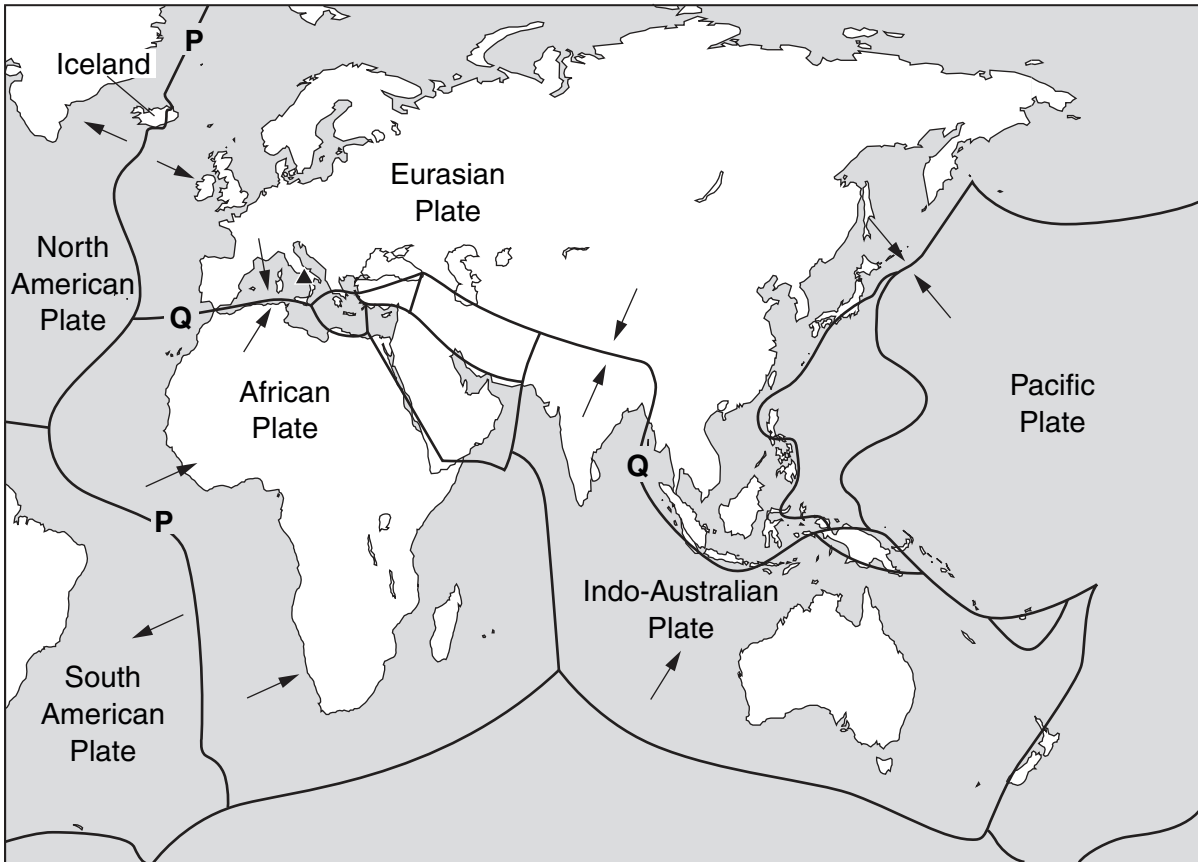 P
Iceland
Eurasian
Plate
North
American
Plate
Q
African
Plate
Pacific
Plate
Q
P
Indo-Australian
Plate
South
American
Plate